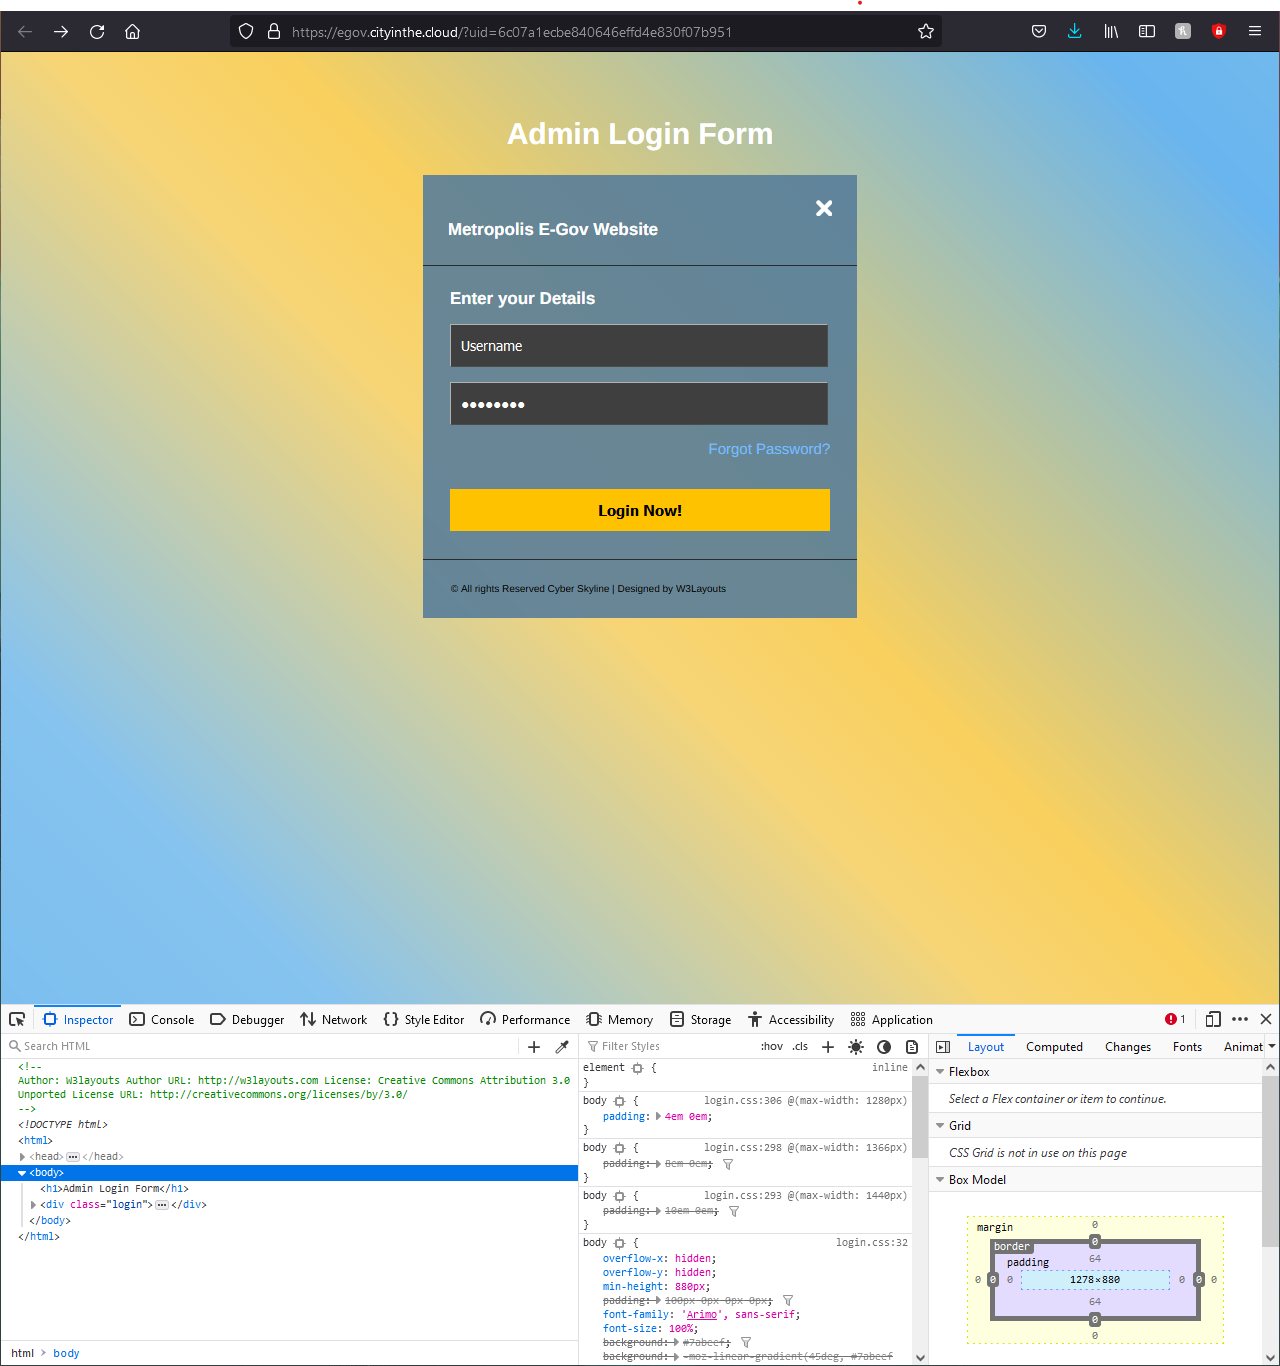 https://egov.cityinthe.cloud/?uid=6c07a1ecbe840646effd4e830f07b951
Admin Login Form
Metropolis E-Gov Website
Enter your Details
Username
••••••••
Forgot Password?
Login Now!
© All rights Reserved Cyber Skyline | Designed by W3Layouts
Inspector Console Debugger Network Style Editor Performance Memory Storage Accessibility Application 1
Search HTML
<!--
Author: W3layouts Author URL: http://w3layouts.com License: Creative Commons Attribution 3.0
Unported License URL: http://creativecommons.org/licenses/by/3.0/
-->
<!DOCTYPE html>
<html>
<head> </head>
<body>
<h1>Admin Login Form</h1>
<div class="login"> </div>
</body>
</html>
html > body
Filter Styles :hov .cls
element { inline
}
body { login.css:306 @(max-width: 1280px)
padding: 4em 0em;
}
body { login.css:298 @(max-width: 1366px)
padding: 8em 0em;
}
body { login.css:293 @(max-width: 1440px)
padding: 10em 0em;
}
body { login.css:32
overflow-x: hidden;
overflow-y: hidden;
min-height: 880px;
padding: 100px 0px 0px 0px;
font-family: 'Arimo', sans-serif;
font-size: 100%;
background: #7abeef;
background: -moz-linear-gradient(45deg, #7abeef
Layout Computed Changes Fonts Animat
Flexbox
Select a Flex container or item to continue.
Grid
CSS Grid is not in use on this page
Box Model
margin 0
border 0
padding 64
0 0 0 1278×880 0 0 0
64
0
0